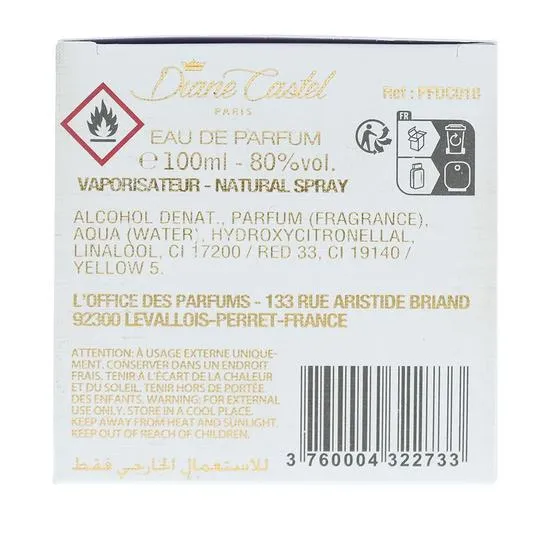 Diane Castel
PARIS
Réf : PFDC018
FR
EAU DE PARFUM
℮ 100ml - 80%vol.
VAPORISATEUR - NATURAL SPRAY
ALCOHOL DENAT., PARFUM (FRAGRANCE),
AQUA (WATER), HYDROXYCITRONELLAL,
LINALOOL, CI 17200 / RED 33, CI 19140 /
YELLOW 5.
L'OFFICE DES PARFUMS - 133 RUE ARISTIDE BRIAND
92300 LEVALLOIS-PERRET-FRANCE
ATTENTION: À USAGE EXTERNE UNIQUE-
MENT. CONSERVER DANS UN ENDROIT
FRAIS. TENIR À L'ÉCART DE LA CHALEUR
ET DU SOLEIL. TENIR HORS DE PORTÉE
DES ENFANTS. WARNING: FOR EXTERNAL
USE ONLY. STORE IN A COOL PLACE.
KEEP AWAY FROM HEAT AND SUNLIGHT.
KEEP OUT OF REACH OF CHILDREN.
للاستعمال الخارجي فقط
3 760004 322733